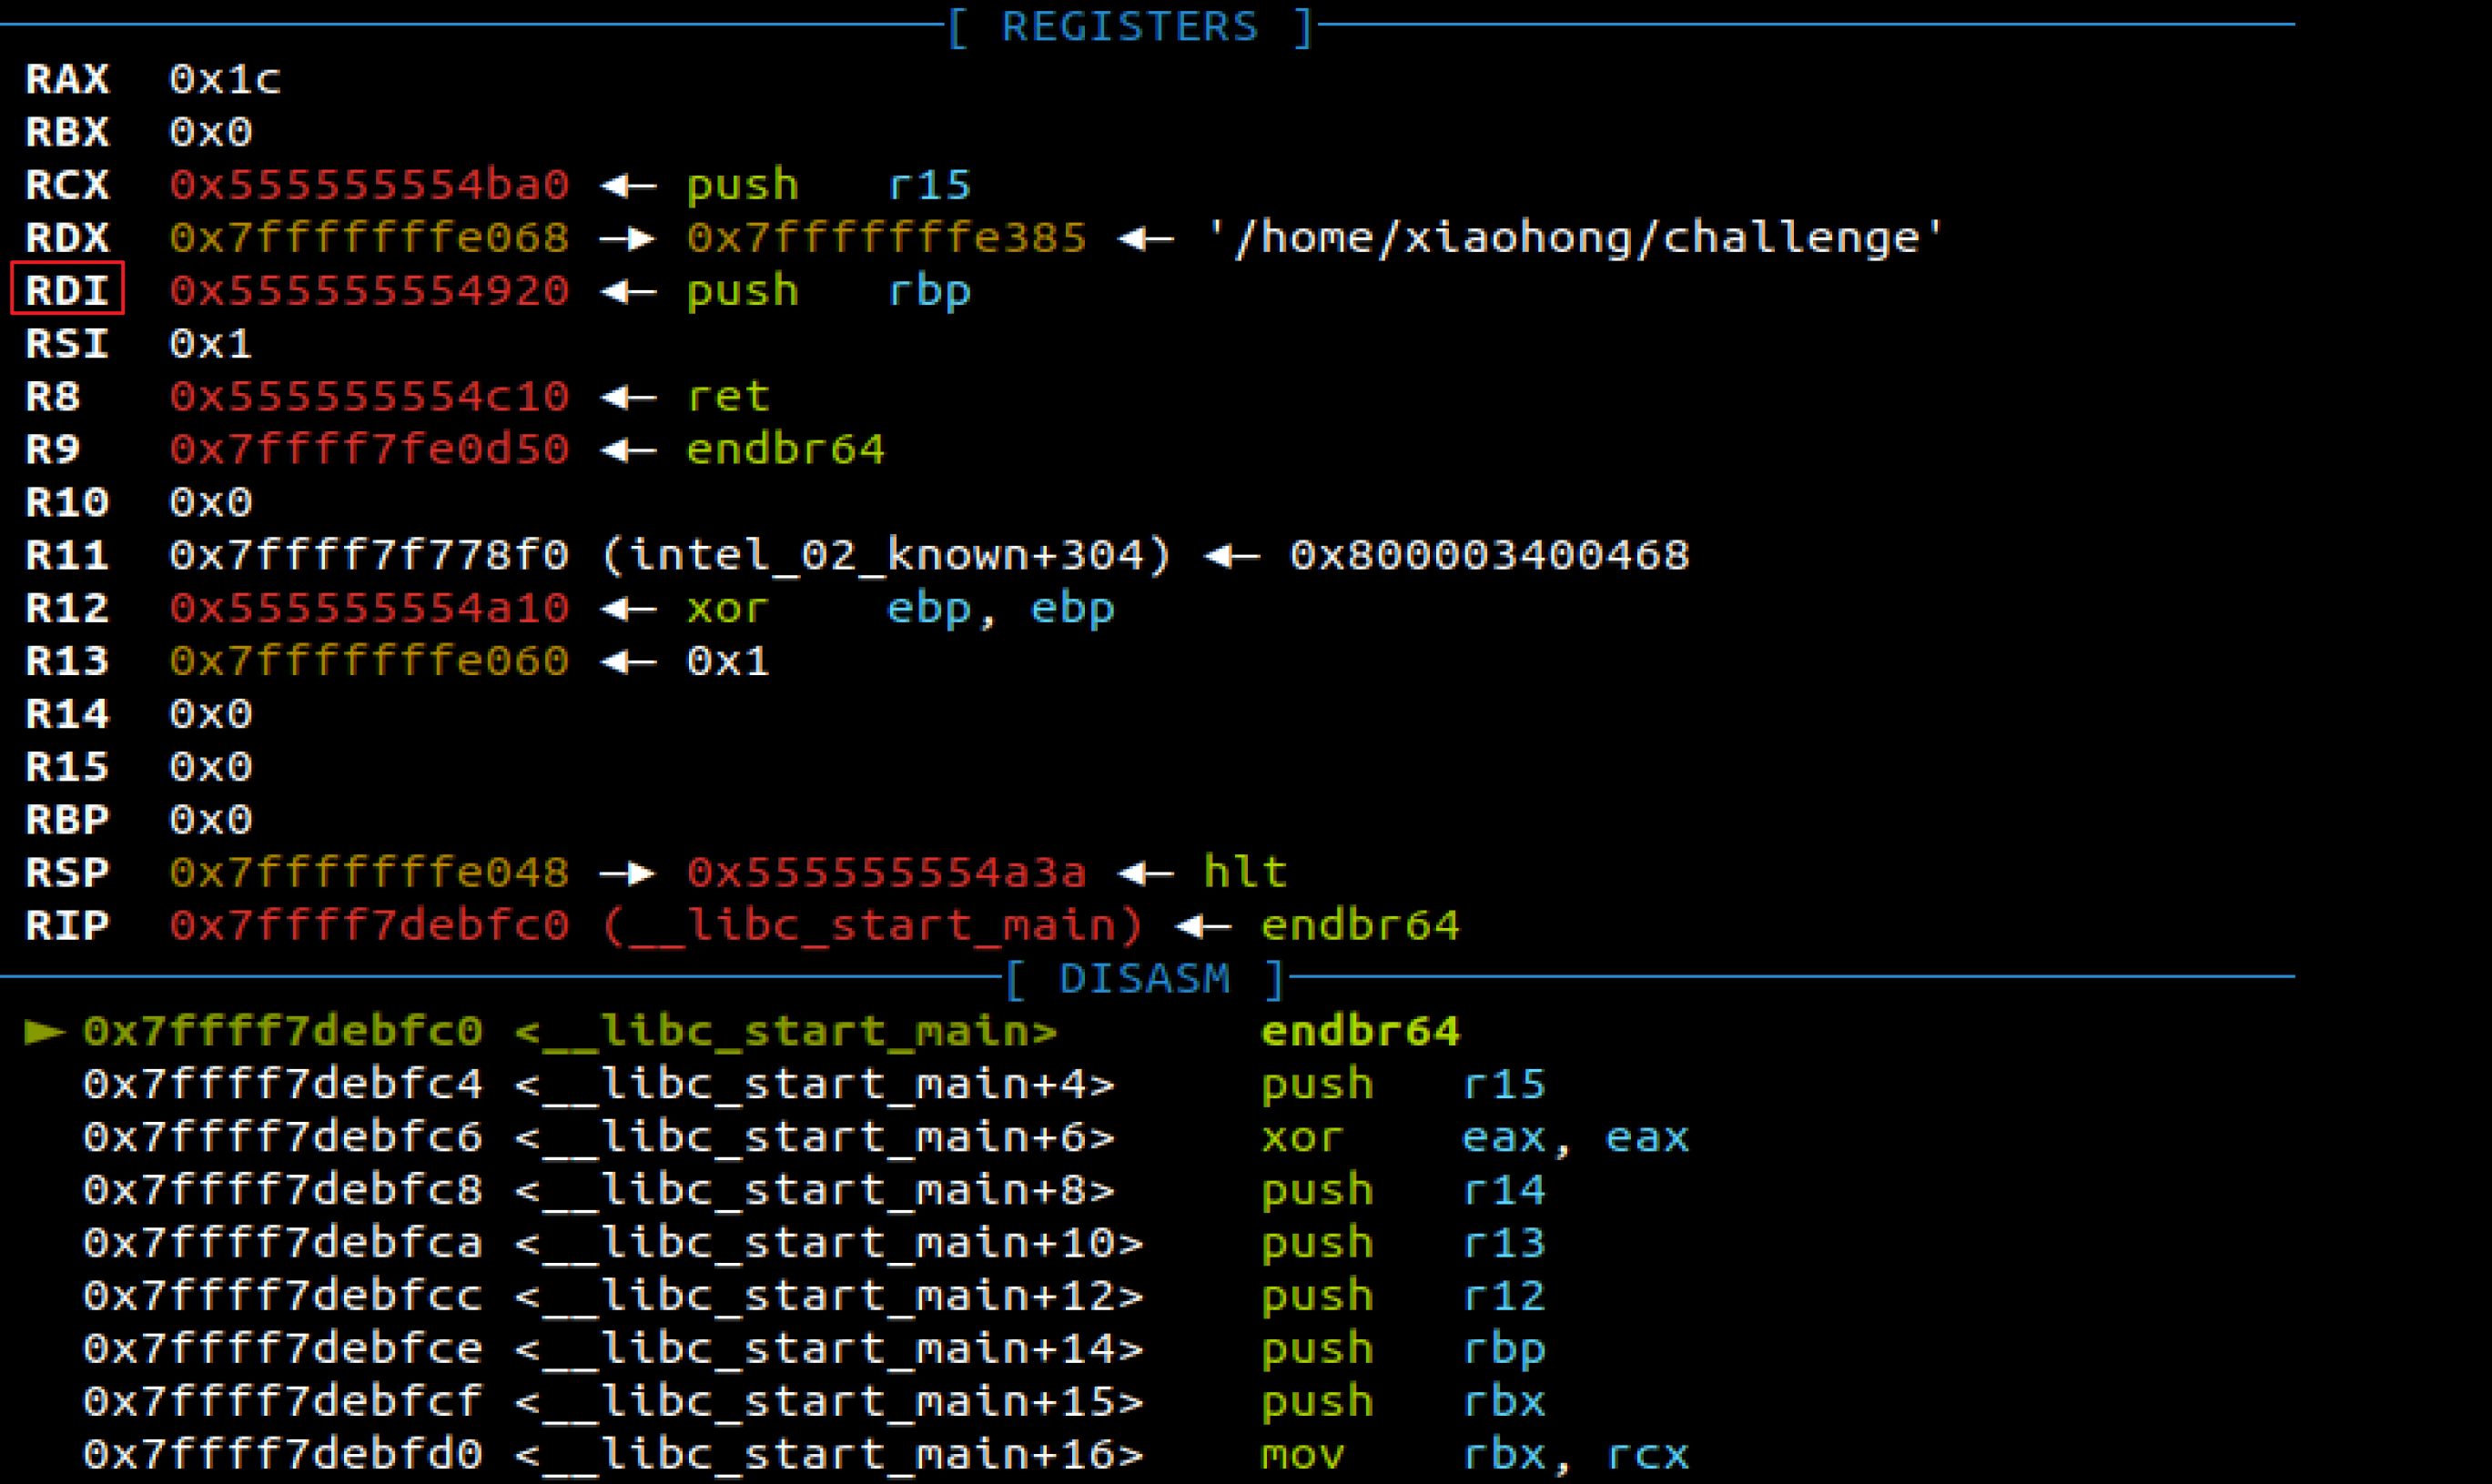 [ REGISTERS ]
RAX 0x1c
RBX 0x0
RCX 0x555555554ba0 ◂— push r15
RDX 0x7fffffffe068 —▸ 0x7fffffffe385 ◂— '/home/xiaohong/challenge'
RDI 0x555555554920 ◂— push rbp
RSI 0x1
R8 0x555555554c10 ◂— ret
R9 0x7ffff7fe0d50 ◂— endbr64
R10 0x0
R11 0x7ffff7f778f0 (intel_02_known+304) ◂— 0x800003400468
R12 0x555555554a10 ◂— xor ebp, ebp
R13 0x7fffffffe060 ◂— 0x1
R14 0x0
R15 0x0
RBP 0x0
RSP 0x7fffffffe048 —▸ 0x555555554a3a ◂— hlt
RIP 0x7ffff7debfc0 (__libc_start_main) ◂— endbr64
[ DISASM ]
► 0x7ffff7debfc0 <__libc_start_main> endbr64
0x7ffff7debfc4 <__libc_start_main+4> push r15
0x7ffff7debfc6 <__libc_start_main+6> xor eax, eax
0x7ffff7debfc8 <__libc_start_main+8> push r14
0x7ffff7debfca <__libc_start_main+10> push r13
0x7ffff7debfcc <__libc_start_main+12> push r12
0x7ffff7debfce <__libc_start_main+14> push rbp
0x7ffff7debfcf <__libc_start_main+15> push rbx
0x7ffff7debfd0 <__libc_start_main+16> mov rbx, rcx